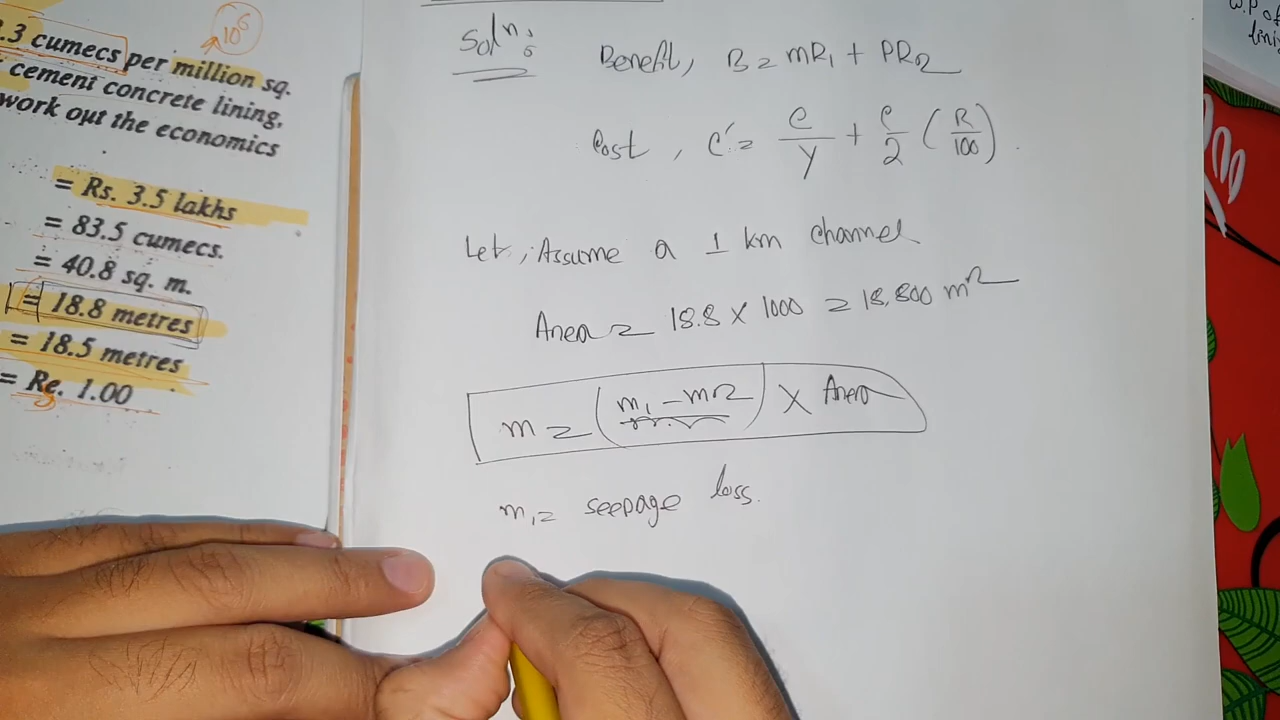 10⁶
.3 cumecs per million sq.
cement concrete lining,
work out the economics
= Rs. 3.5 lakhs
= 83.5 cumecs.
= 40.8 sq. m.
= 18.8 metres
= 18.5 metres
= Re. 1.00
Soln:
Benefit, B = mR₁ + PR₂
Cost, C' = C/Y + C/2 (R/100)
Let, Assume a 1 km channel
Area = 18.8 × 1000 = 18,800 m²
m = (m₁ - m₂) × Area
m₁ = seepage loss.
W.P of